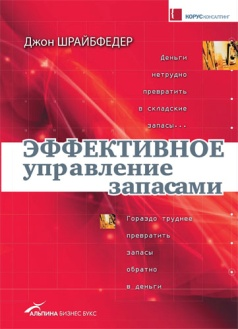 КОРУСКОНСАЛТИНГ
Джон ШРАЙБФЕДЕР
Деньги
нетрудно
превратить
в складские
запасы...
ЭФФЕКТИВНОЕ
управление
запасами
Гораздо труднее
превратить
запасы
обратно
в деньги
АЛЬПИНА БИЗНЕС БУКС